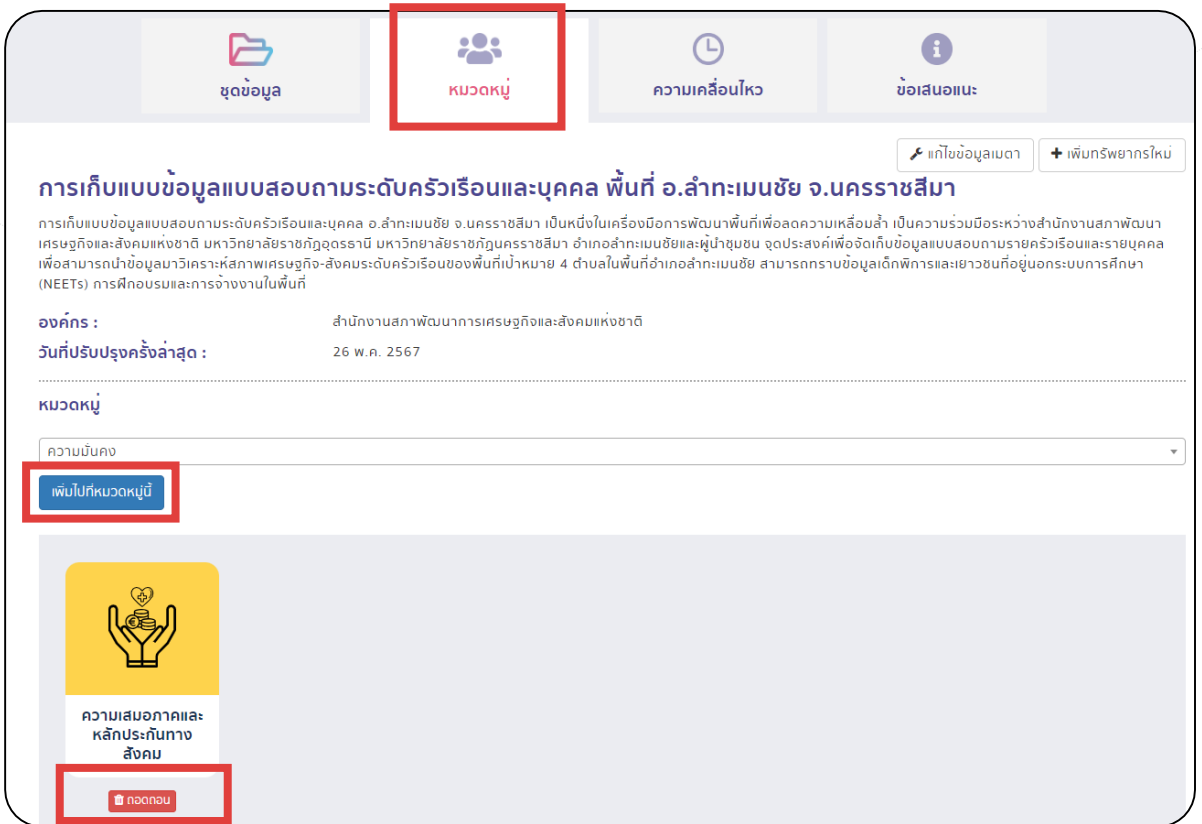 ชุดข้อมูล
หมวดหมู่
ความเคลื่อนไหว
ข้อเสนอแนะ
แก้ไขข้อมูลเมตา
เพิ่มทรัพยากรใหม่
การเก็บแบบข้อมูลแบบสอบถามระดับครัวเรือนและบุคคล พื้นที่ อ.ลำทะเมนชัย จ.นครราชสีมา
การเก็บแบบข้อมูลแบบสอบถามระดับครัวเรือนและบุคคล อ.ลำทะเมนชัย จ.นครราชสีมา เป็นหนึ่งในเครื่องมือการพัฒนาพื้นที่เพื่อลดความเหลื่อมล้ำ เป็นความร่วมมือระหว่างสำนักงานสภาพัฒนา
เศรษฐกิจและสังคมแห่งชาติ มหาวิทยาลัยราชภัฏอุดรธานี มหาวิทยาลัยราชภัฏนครราชสีมา อำเภอลำทะเมนชัยและผู้นำชุมชน จุดประสงค์เพื่อจัดเก็บข้อมูลแบบสอบถามรายครัวเรือนและรายบุคคล
เพื่อสามารถนำข้อมูลมาวิเคราะห์สภาพเศรษฐกิจ-สังคมระดับครัวเรือนของพื้นที่เป้าหมาย 4 ตำบลในพื้นที่อำเภอลำทะเมนชัย สามารถทราบข้อมูลเด็กพิการและเยาวชนที่อยู่นอกระบบการศึกษา
(NEETs) การฝึกอบรมและการจ้างงานในพื้นที่
องค์กร : สำนักงานสภาพัฒนาการเศรษฐกิจและสังคมแห่งชาติ
วันที่ปรับปรุงครั้งล่าสุด : 26 พ.ค. 2567
หมวดหมู่
ความมั่นคง
เพิ่มไปที่หมวดหมู่นี้
ความเสมอภาคและ
หลักประกันทาง
สังคม
ถอดถอน